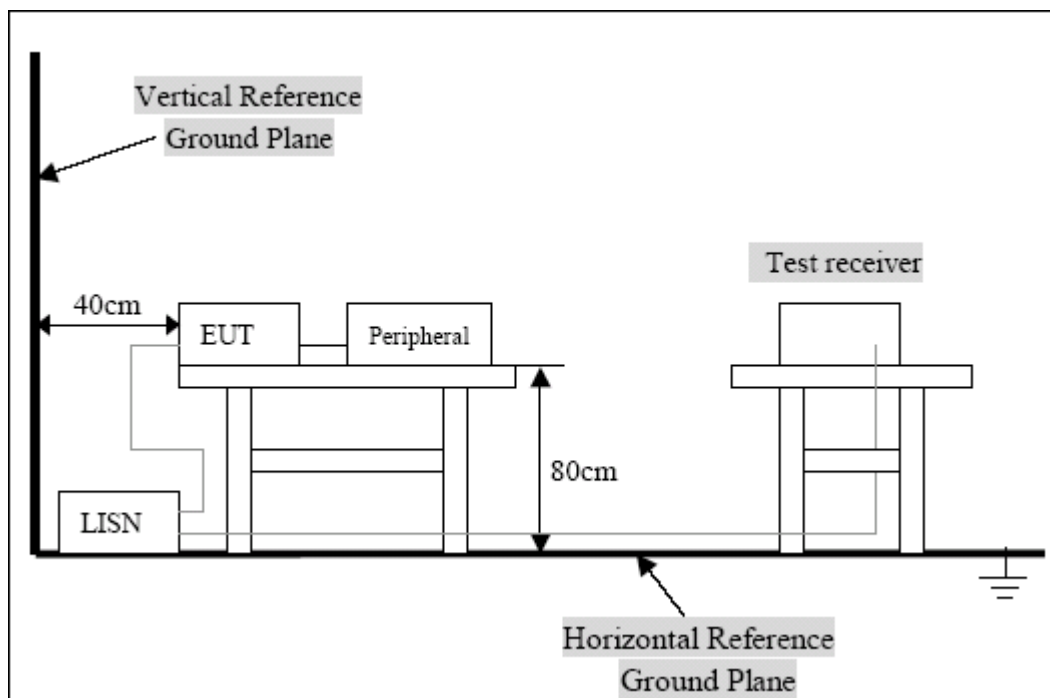 Vertical Reference
Ground Plane
Test receiver
40cm
EUT
Peripheral
80cm
LISN
Horizontal Reference
Ground Plane